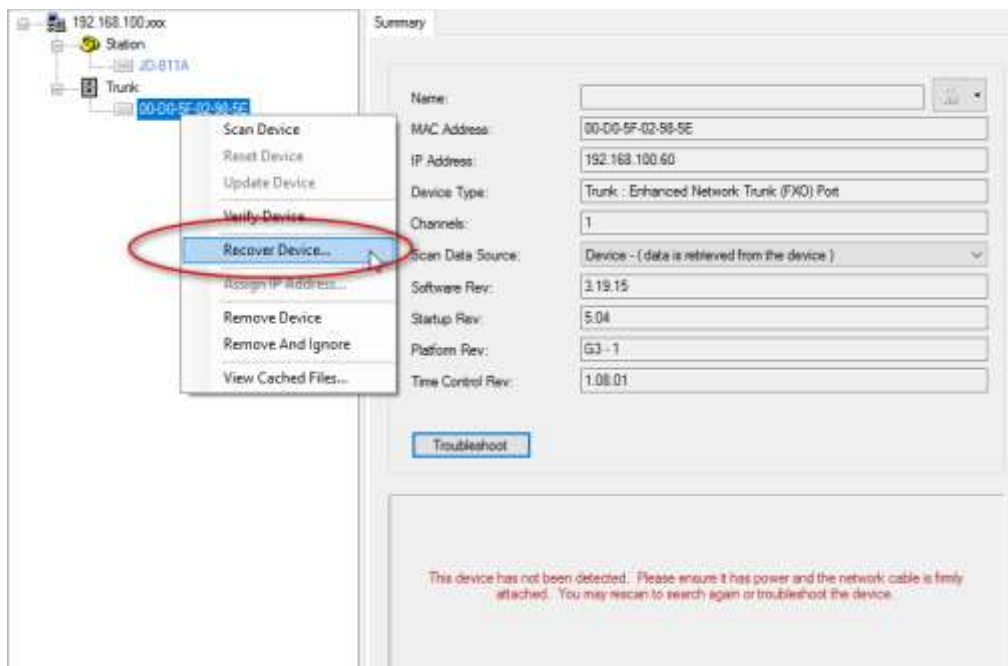 192.168.100.xxx
Station
JD-811A
Trunk
00-D0-5F-02-98-5E
Scan Device
Reset Device
Update Device
Verify Device...
Recover Device...
Assign IP Address...
Remove Device
Remove And Ignore
View Cached Files...
Summary
Name:
MAC Address: 00-D0-5F-02-98-5E
IP Address: 192.168.100.60
Device Type: Trunk : Enhanced Network Trunk (FXO) Port
Channels: 1
Scan Data Source: Device - ( data is retrieved from the device )
Software Rev: 3.19.15
Startup Rev: 5.04
Platform Rev: G3 - 1
Time Control Rev: 1.08.01
Troubleshoot
This device has not been detected. Please ensure it has power and the network cable is firmly
attached. You may rescan to search again or troubleshoot the device.